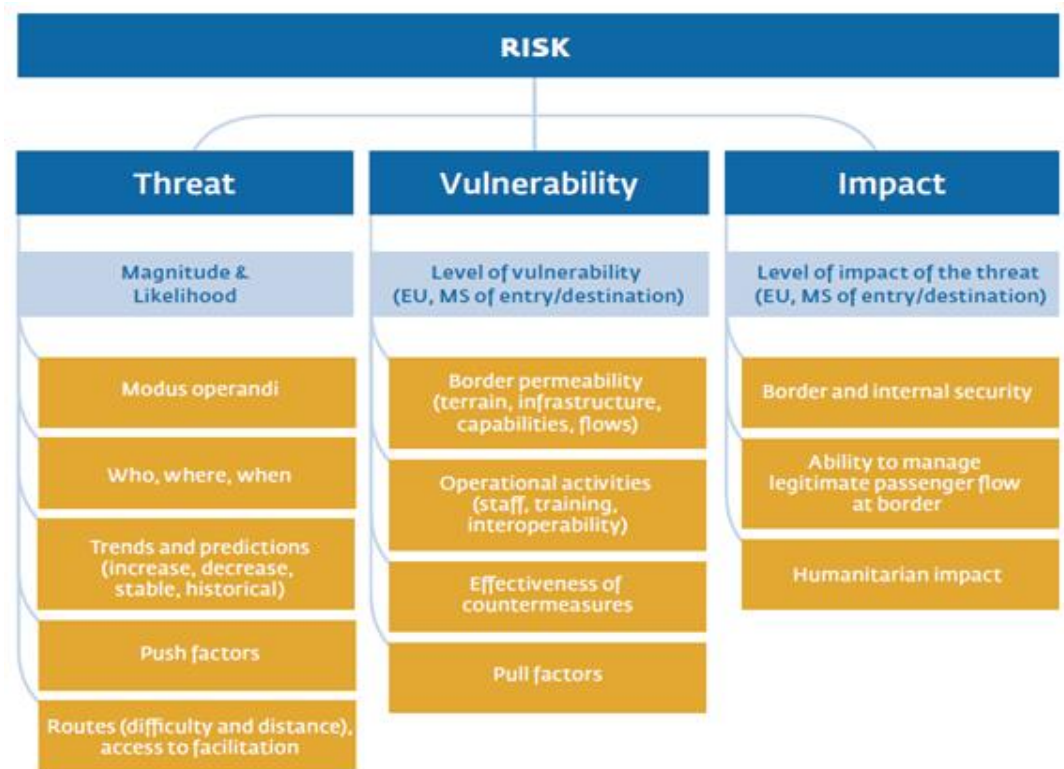 RISK
Threat
Vulnerability
Impact
Magnitude &
Likelihood
Level of vulnerability
(EU, MS of entry/destination)
Level of impact of the threat
(EU, MS of entry/destination)
Modus operandi
Who, where, when
Trends and predictions
(increase, decrease,
stable, historical)
Push factors
Routes (difficulty and distance),
access to facilitation
Border permeability
(terrain, infrastructure,
capabilities, flows)
Operational activities
(staff, training,
interoperability)
Effectiveness of
countermeasures
Pull factors
Border and internal security
Ability to manage
legitimate passenger flow
at border
Humanitarian impact